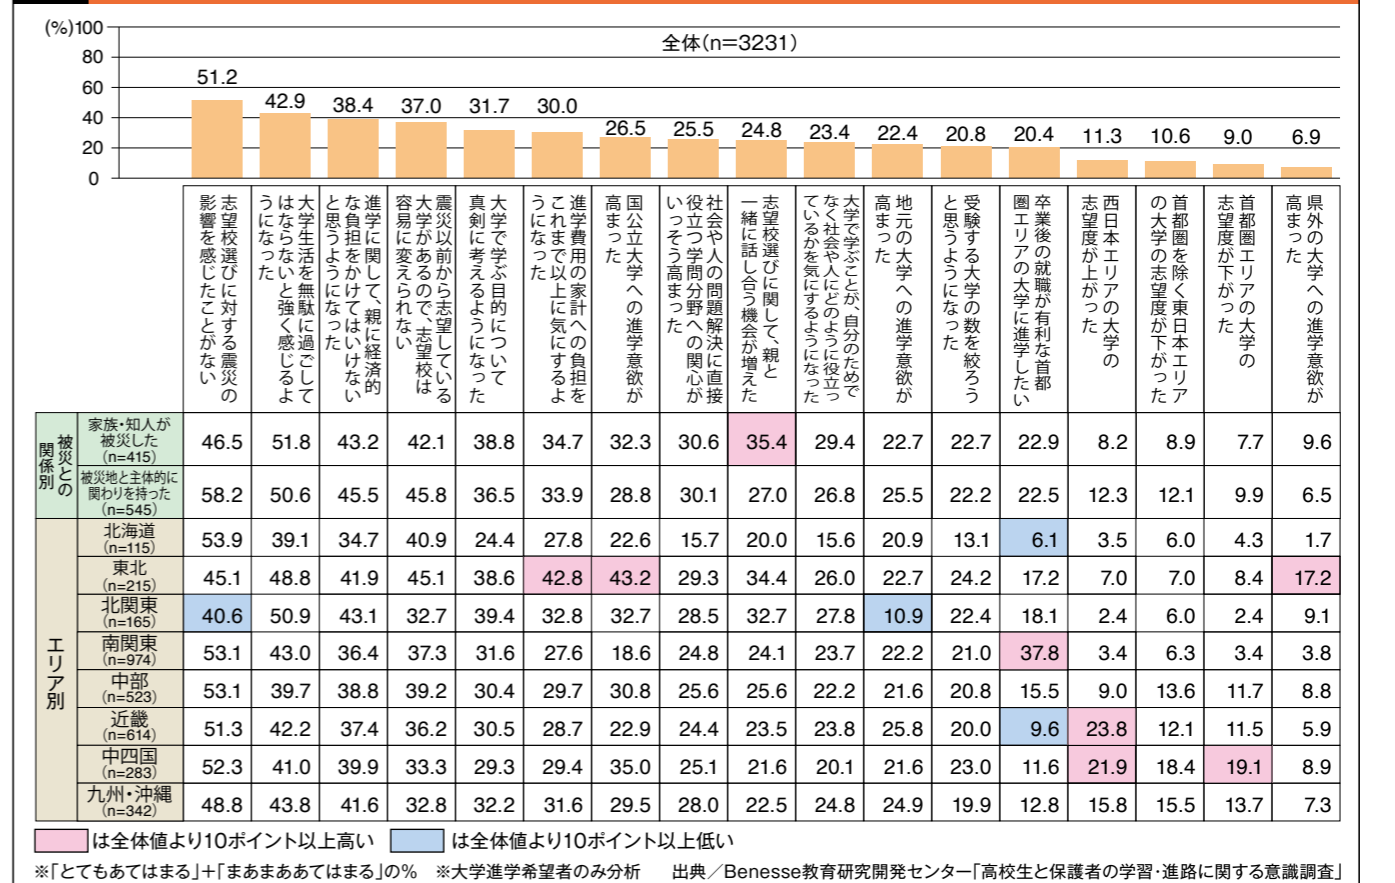 (%)
100
80
60
40
20
0
全体(n=3231)
51.2 42.9 38.4 37.0 31.7 30.0 26.5 25.5 24.8 23.4 22.4 20.8 20.4 11.3 10.6 9.0 6.9
志望校選びに対する震災の
影響を感じたことがない
大学生活を無駄に過ごして
はならないと強く感じるよ
うになった
進学に関して、親に経済的
な負担をかけてはいけない
と思うようになった
震災以前から志望している
大学があるので、志望校は
容易に変えられない
大学で学ぶ目的について
真剣に考えるようになった
進学費用の家計への負担を
これまで以上に気にするよ
うになった
国公立大学への進学意欲が
高まった
社会や人の問題解決に直接
役立つ学問分野への関心が
いっそう高まった
志望校選びに関して、親と
一緒に話し合う機会が増えた
大学で学ぶことが、自分のためで
なく社会や人にどのように役立っ
ているかを気にするようになった
地元の大学への進学意欲が
高まった
受験する大学の数を絞ろう
と思うようになった
卒業後の就職が有利な首都
圏エリアの大学に進学したい
西日本エリアの大学の
志望度が上がった
首都圏を除く東日本エリア
の大学の志望度が下がった
首都圏エリアの大学の
志望度が下がった
県外の大学への進学意欲が
高まった
被災との
関係別
家族・知人が
被災した
(n=415)
46.5 51.8 43.2 42.1 38.8 34.7 32.3 30.6 35.4 29.4 22.7 22.7 22.9 8.2 8.9 7.7 9.6
被災地と主体的に
関わりを持った
(n=545)
58.2 50.6 45.5 45.8 36.5 33.9 28.8 30.1 27.0 26.8 25.5 22.2 22.5 12.3 12.1 9.9 6.5
エリア別
北海道
(n=115)
53.9 39.1 34.7 40.9 24.4 27.8 22.6 15.7 20.0 15.6 20.9 13.1 6.1 3.5 6.0 4.3 1.7
東北
(n=215)
45.1 48.8 41.9 45.1 38.6 42.8 43.2 29.3 34.4 26.0 22.7 24.2 17.2 7.0 7.0 8.4 17.2
北関東
(n=165)
40.6 50.9 43.1 32.7 39.4 32.8 32.7 28.5 32.7 27.8 10.9 22.4 18.1 2.4 6.0 2.4 9.1
南関東
(n=974)
53.1 43.0 36.4 37.3 31.6 27.6 18.6 24.8 24.1 23.7 22.2 21.0 37.8 3.4 6.3 3.4 3.8
中部
(n=523)
53.1 39.7 38.8 39.2 30.4 29.7 30.8 25.6 25.6 22.2 21.6 20.8 15.5 9.0 13.6 11.7 8.8
近畿
(n=614)
51.3 42.2 37.4 36.2 30.5 28.7 22.9 24.4 23.5 23.8 25.8 20.0 9.6 23.8 12.1 11.5 5.9
中四国
(n=283)
52.3 41.0 39.9 33.3 29.3 29.4 35.0 25.1 21.6 20.1 21.6 23.0 11.6 21.9 18.4 19.1 8.9
九州・沖縄
(n=342)
48.8 43.8 41.6 32.8 32.2 31.6 29.5 28.0 22.5 24.8 24.9 19.9 12.8 15.8 15.5 13.7 7.3
は全体値より10ポイント以上高い は全体値より10ポイント以上低い
※「とてもあてはまる」+「まあまああてはまる」の% ※大学進学希望者のみ分析 出典／Benesse教育研究開発センター「高校生と保護者の学習・進路に関する意識調査」